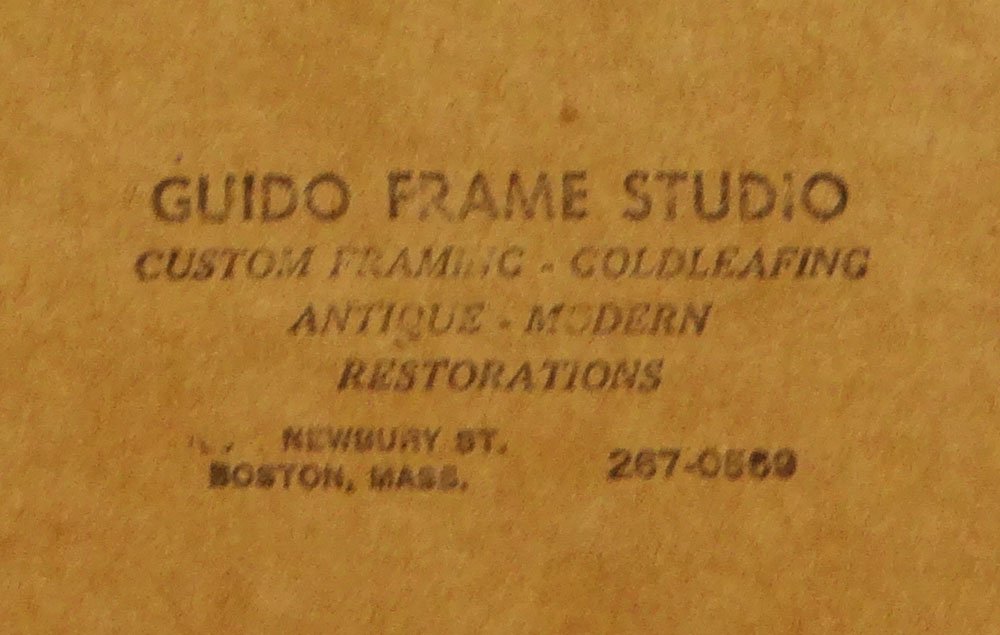 GUIDO FRAME STUDIO
CUSTOM FRAMING - GOLDLEAFING
ANTIQUE - MODERN
RESTORATIONS
NEWBURY ST.
BOSTON, MASS. 267-0569